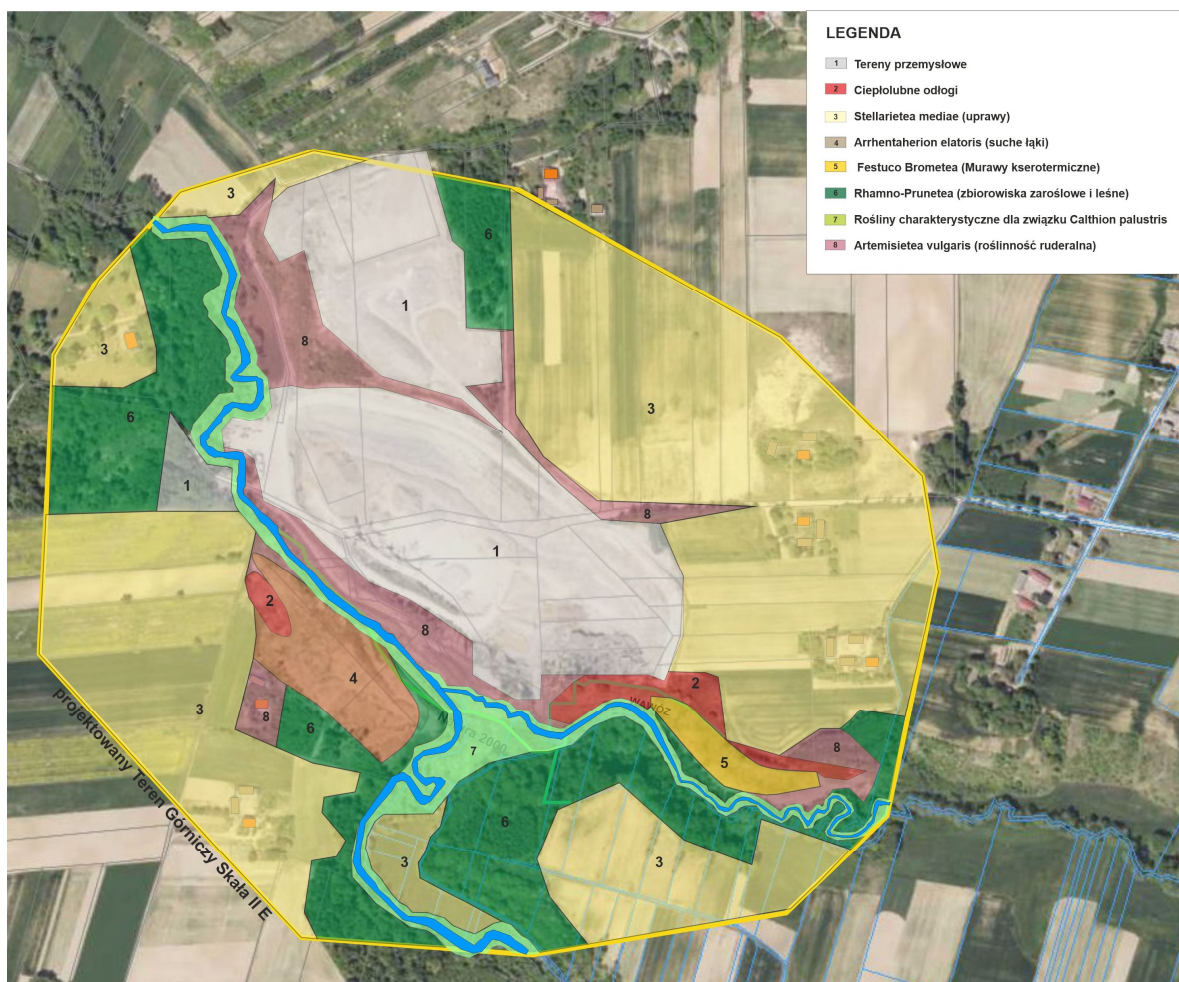 LEGENDA
1 Tereny przemysłowe
2 Ciepłolubne odłogi
3 Stellarietea mediae (uprawy)
4 Arrhentaherion elatoris (suche łąki)
5 Festuco Brometea (Murawy kserotermiczne)
6 Rhamno-Prunetea (zbiorowiska zaroślowe i leśne)
7 Rośliny charakterystyczne dla związku Calthion palustris
8 Artemisietea vulgaris (roślinność ruderalna)
3
6
1
8
3
3
6
1
8
1
2
8
4
2
WĄWÓZ
3
8
6
2000
7
8
5
6
3
3
projektowany Teren Górniczy Skała II E